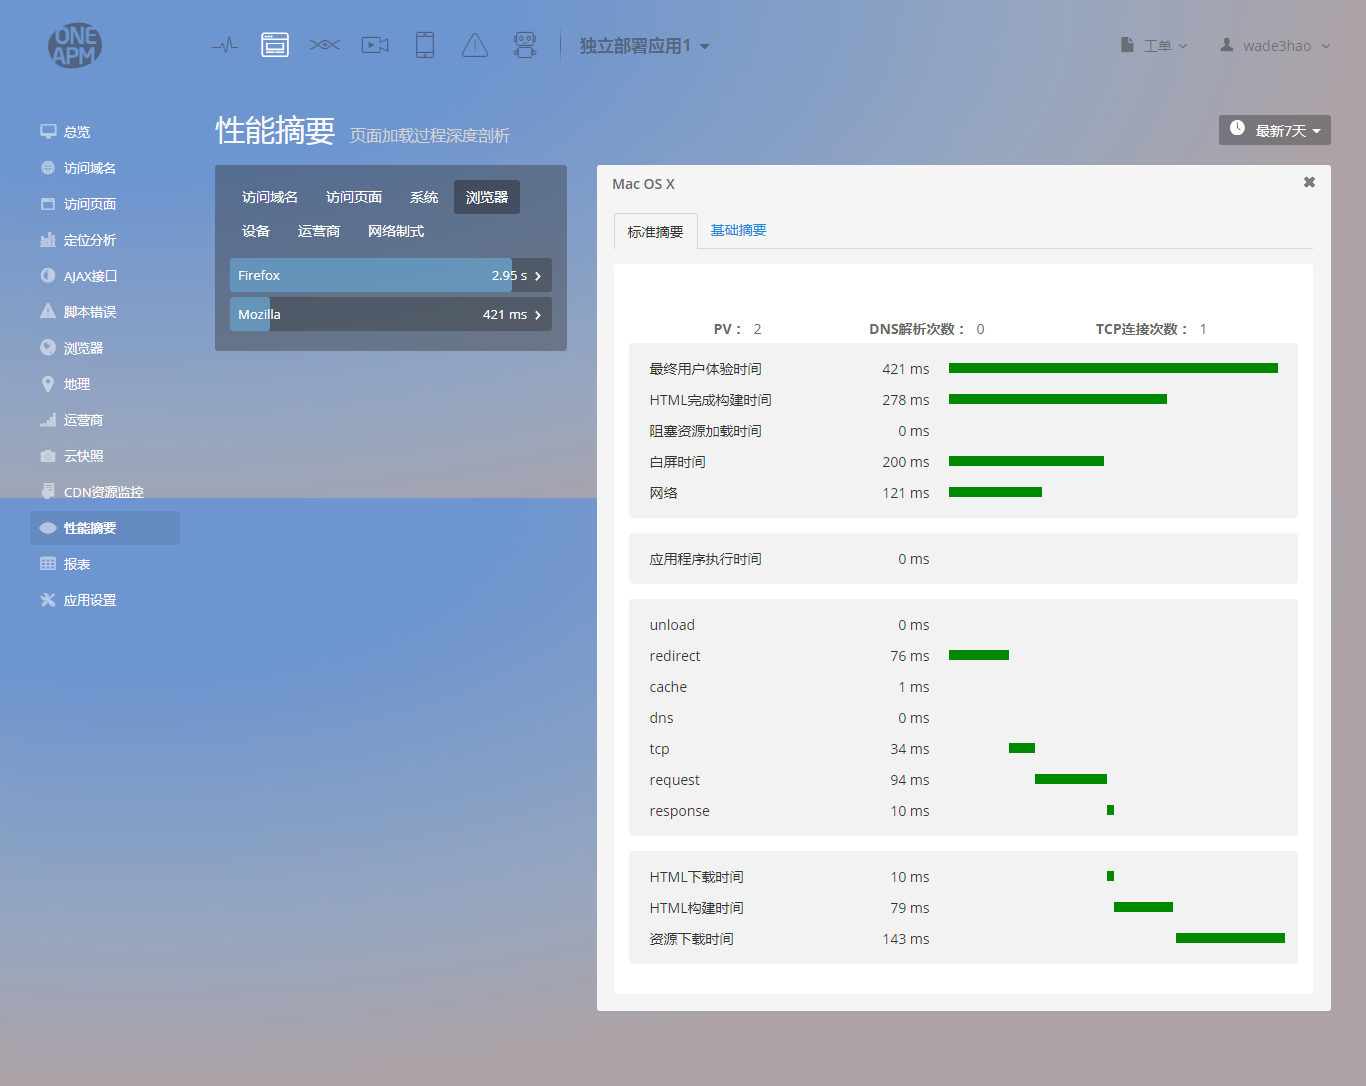 ONE
APM
独立部署应用1
工单
wade3hao
总览
访问域名
访问页面
定位分析
AJAX接口
脚本错误
浏览器
地理
运营商
云快照
CDN资源监控
性能摘要
报表
应用设置
性能摘要 页面加载过程深度剖析
最新7天
访问域名 访问页面 系统 浏览器
设备 运营商 网络制式
Firefox 2.95 s
Mozilla 421 ms
Mac OS X
标准摘要 基础摘要
PV： 2 DNS解析次数： 0 TCP连接次数： 1
最终用户体验时间 421 ms
HTML完成构建时间 278 ms
阻塞资源加载时间 0 ms
白屏时间 200 ms
网络 121 ms
应用程序执行时间 0 ms
unload 0 ms
redirect 76 ms
cache 1 ms
dns 0 ms
tcp 34 ms
request 94 ms
response 10 ms
HTML下载时间 10 ms
HTML构建时间 79 ms
资源下载时间 143 ms